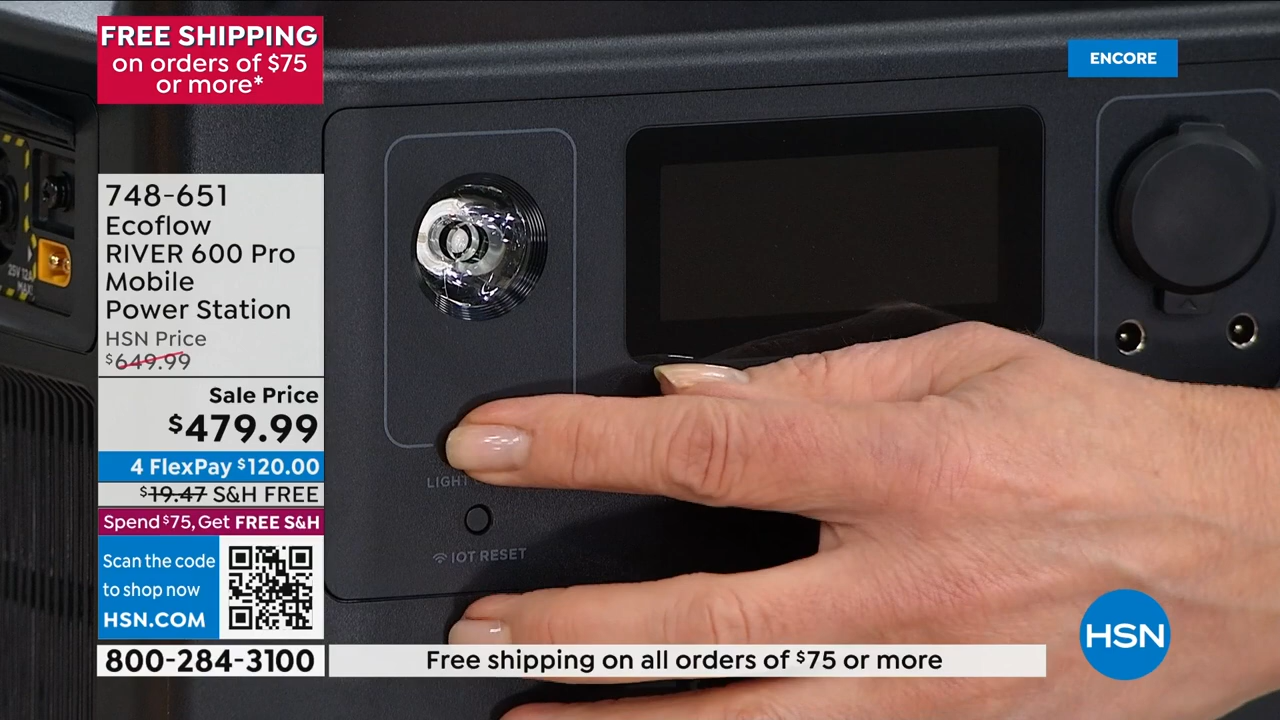 FREE SHIPPING
on orders of $75
or more*
ENCORE
748-651
Ecoflow
RIVER 600 Pro
Mobile
Power Station
HSN Price
$649.99
Sale Price
$479.99
4 FlexPay $120.00
$19.47 S&H FREE
Spend $75, Get FREE S&H
Scan the code
to shop now
HSN.COM
800-284-3100
Free shipping on all orders of $75 or more
HSN
LIGHT
IOT RESET
25V 12A